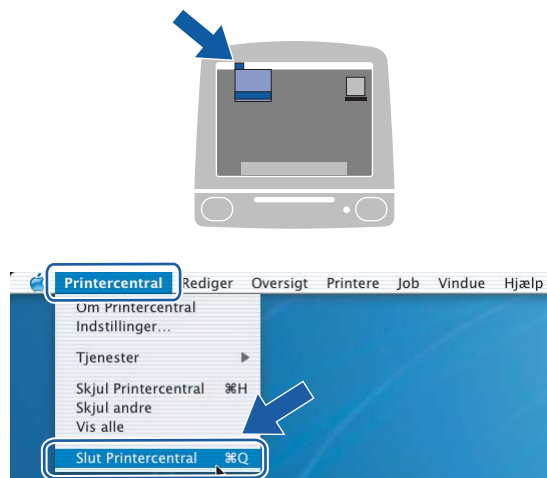 Printercentral Rediger Oversigt Printere Job Vindue Hjælp
Om Printercentral
Indstillinger...
Tjenester
Skjul Printercentral ⌘H
Skjul andre
Vis alle
Slut Printercentral ⌘Q